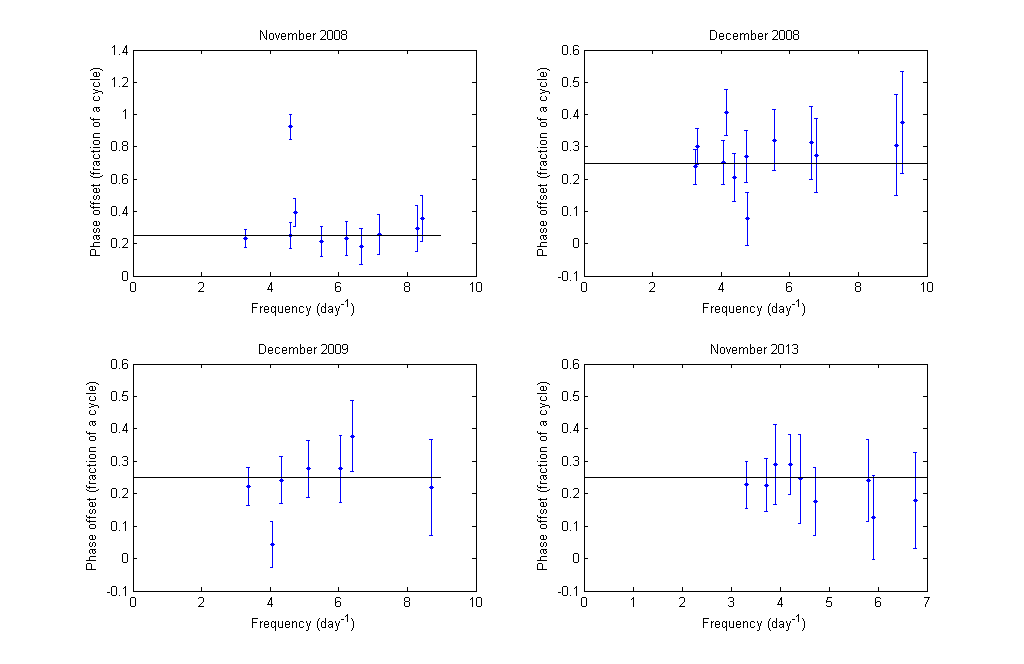 November 2008
Phase offset (fraction of a cycle)
1.4
1.2
1
0.8
0.6
0.4
0.2
0
0 2 4 6 8 10
Frequency (day⁻¹)
December 2008
Phase offset (fraction of a cycle)
0.6
0.5
0.4
0.3
0.2
0.1
0
-0.1
0 2 4 6 8 10
Frequency (day⁻¹)
December 2009
Phase offset (fraction of a cycle)
0.6
0.5
0.4
0.3
0.2
0.1
0
-0.1
0 2 4 6 8 10
Frequency (day⁻¹)
November 2013
Phase offset (fraction of a cycle)
0.6
0.5
0.4
0.3
0.2
0.1
0
-0.1
0 1 2 3 4 5 6 7
Frequency (day⁻¹)